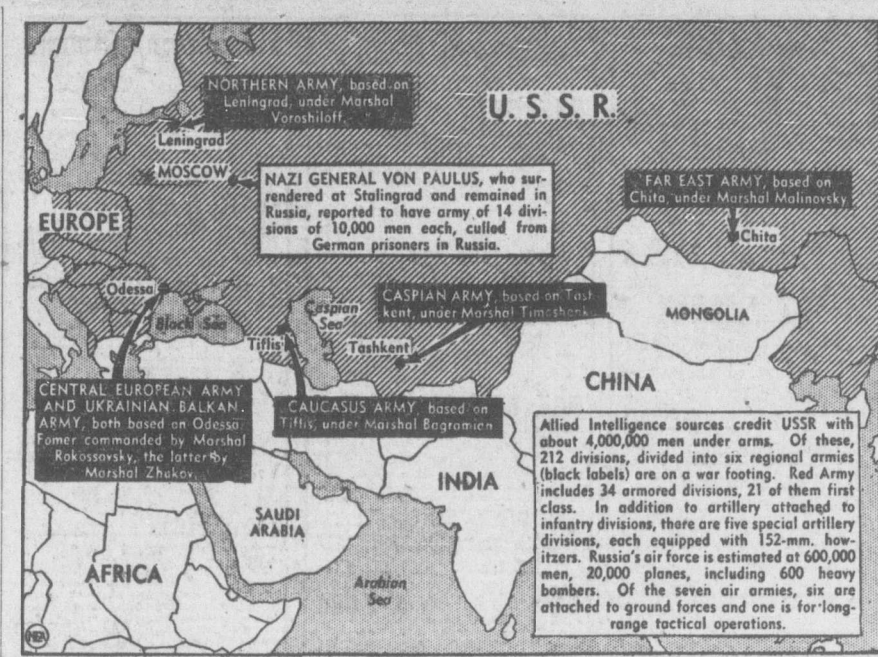 NORTHERN ARMY, based on
Leningrad, under Marshal
Voroshiloff.
U. S. S. R.
Leningrad
MOSCOW
NAZI GENERAL VON PAULUS, who sur-
rendered at Stalingrad and remained in
Russia, reported to have army of 14 divi-
sions of 10,000 men each, culled from
German prisoners in Russia.
FAR EAST ARMY, based on
Chita, under Marshal Malinovsky
Chita
EUROPE
Odessa
Black Sea
Caspian
Sea
CASPIAN ARMY, based on Tash
kent, under Marshal Timoshenko
MONGOLIA
Tiflis
Tashkent
CHINA
CENTRAL EUROPEAN ARMY
AND UKRAINIAN BALKAN
ARMY, both based on Odessa.
Fomer commanded by Marshal
Rokossovsky, the latter by
Marshal Zhakov.
CAUCASUS ARMY, based on
Tiflis, under Marshal Bagramien
INDIA
SAUDI
ARABIA
AFRICA
Arabian
Sea
Allied Intelligence sources credit USSR with
about 4,000,000 men under arms. Of these,
212 divisions, divided into six regional armies
(black labels) are on a war footing. Red Army
includes 34 armored divisions, 21 of them first
class. In addition to artillery attached to
infantry divisions, there are five special artillery
divisions, each equipped with 152-mm. how-
itzers. Russia's air force is estimated at 600,000
men, 20,000 planes, including 600 heavy
bombers. Of the seven air armies, six are
attached to ground forces and one is for long-
range tactical operations.
NEA